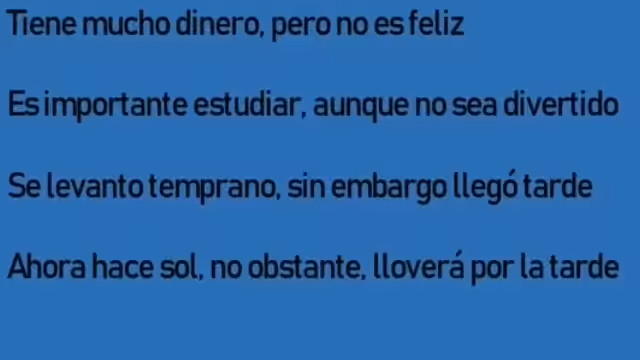 Tiene mucho dinero, pero no es feliz
Es importante estudiar, aunque no sea divertido
Se levanto temprano, sin embargo llegó tarde
Ahora hace sol, no obstante, lloverá por la tarde